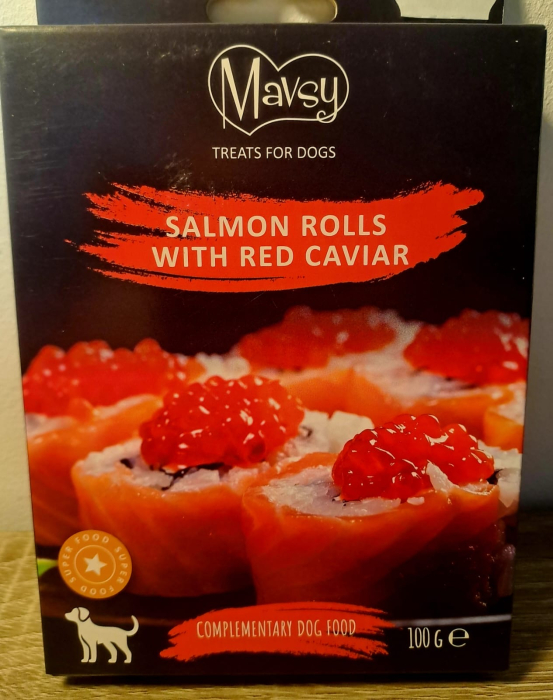 Mavsy
TREATS FOR DOGS
SALMON ROLLS
WITH RED CAVIAR
SUPER FOOD SUPER FOOD
COMPLEMENTARY DOG FOOD
100 G ℮